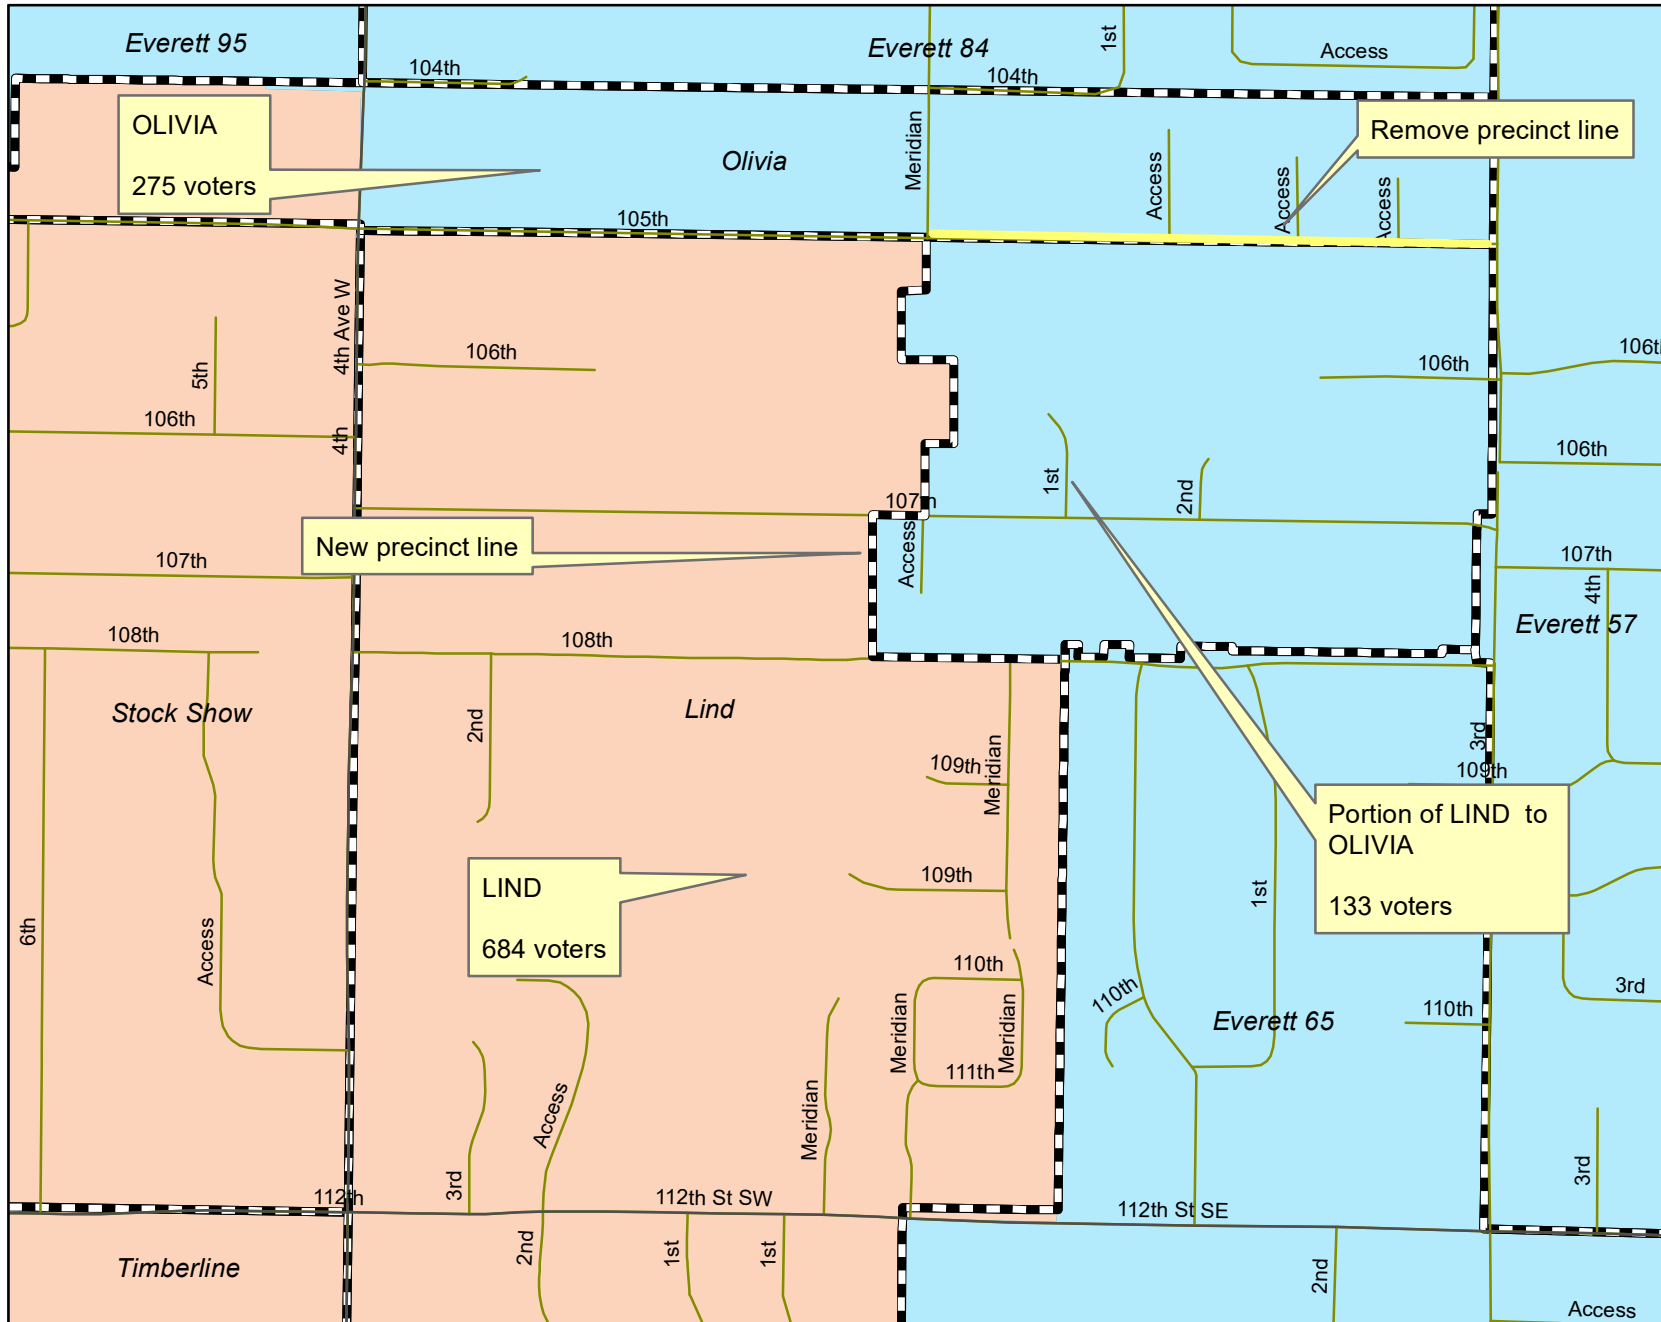 Everett 95
Everett 84
1st
Access
104th
104th
OLIVIA
275 voters
Olivia
Meridian
Remove precinct line
Access
Access
Access
105th
4th Ave W
4th
5th
106th
106th
106th
106th
106th
1st
2nd
107th
Access
New precinct line
107th
107th
4th
108th
108th
Everett 57
Stock Show
Lind
2nd
109th
Meridian
3rd
109th
Portion of LIND to
OLIVIA
133 voters
LIND
684 voters
109th
1st
6th
Access
110th
Meridian
Meridian
111th
110th
Everett 65
110th
3rd
Access
Meridian
3rd
3rd
112th
112th St SW
112th St SE
Timberline
2nd
1st
1st
2nd
Access